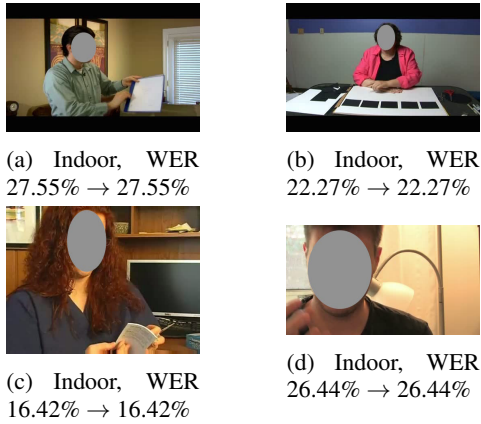 (a) Indoor, WER
27.55% → 27.55%
(b) Indoor, WER
22.27% → 22.27%
(c) Indoor, WER
16.42% → 16.42%
(d) Indoor, WER
26.44% → 26.44%